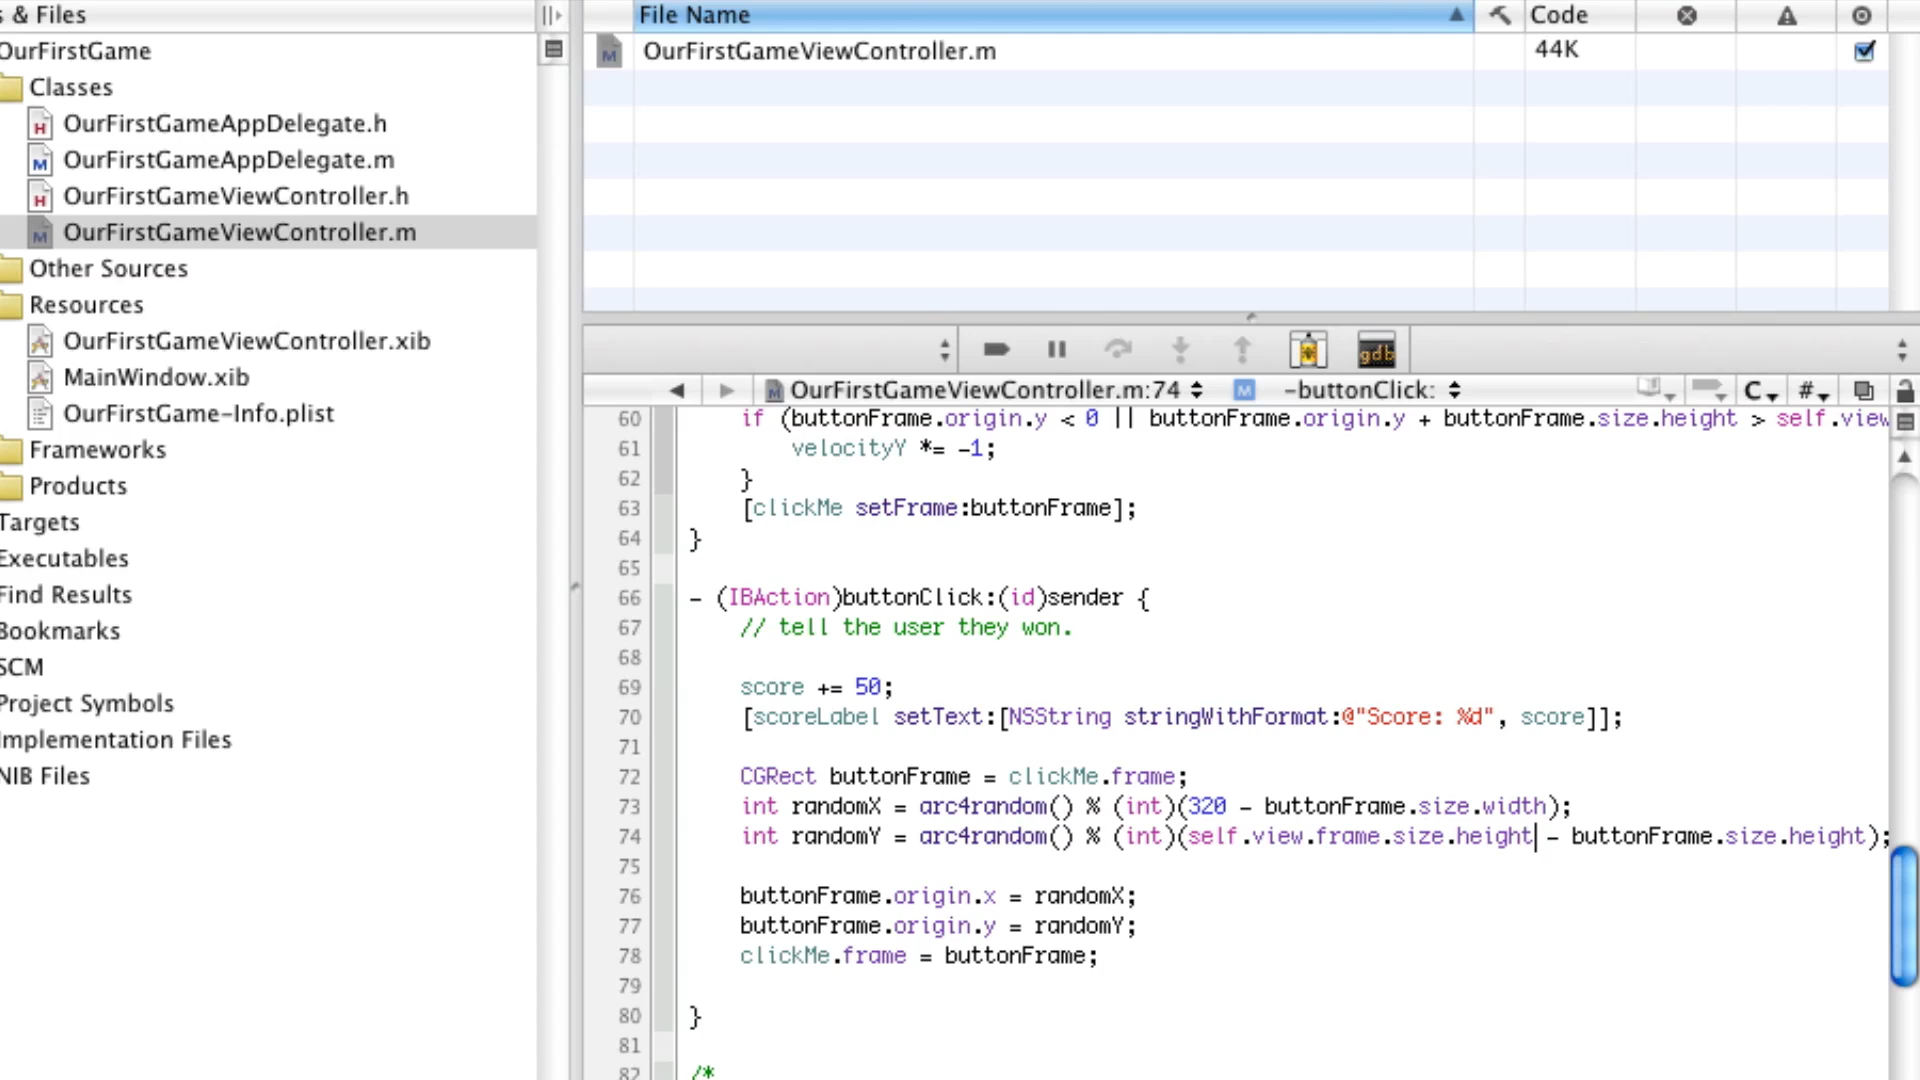 s & Files
OurFirstGame
Classes
OurFirstGameAppDelegate.h
OurFirstGameAppDelegate.m
OurFirstGameViewController.h
OurFirstGameViewController.m
Other Sources
Resources
OurFirstGameViewController.xib
MainWindow.xib
OurFirstGame-Info.plist
Frameworks
Products
Targets
Executables
Find Results
Bookmarks
SCM
Project Symbols
Implementation Files
NIB Files
File Name Code
OurFirstGameViewController.m 44K
gdb
OurFirstGameViewController.m:74 M -buttonClick: C #
60 if (buttonFrame.origin.y < 0 || buttonFrame.origin.y + buttonFrame.size.height > self.view
61 velocityY *= -1;
62 }
63 [clickMe setFrame:buttonFrame];
64 }
65
66 - (IBAction)buttonClick:(id)sender {
67 // tell the user they won.
68
69 score += 50;
70 [scoreLabel setText:[NSString stringWithFormat:@"Score: %d", score]];
71
72 CGRect buttonFrame = clickMe.frame;
73 int randomX = arc4random() % (int)(320 - buttonFrame.size.width);
74 int randomY = arc4random() % (int)(self.view.frame.size.height - buttonFrame.size.height);
75
76 buttonFrame.origin.x = randomX;
77 buttonFrame.origin.y = randomY;
78 clickMe.frame = buttonFrame;
79
80 }
81
82 /*